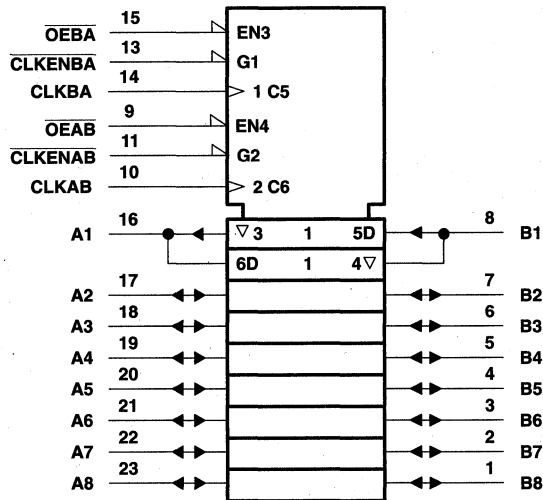 15
OEBA EN3
13
CLKENBA G1
14
CLKBA 1 C5
9
OEAB EN4
11
CLKENAB G2
10
CLKAB 2 C6
16 8
A1 ▽ 3 1 5D B1
6D 1 4 ▽
17 7
A2 B2
18 6
A3 B3
19 5
A4 B4
20 4
A5 B5
21 3
A6 B6
22 2
A7 B7
23 1
A8 B8